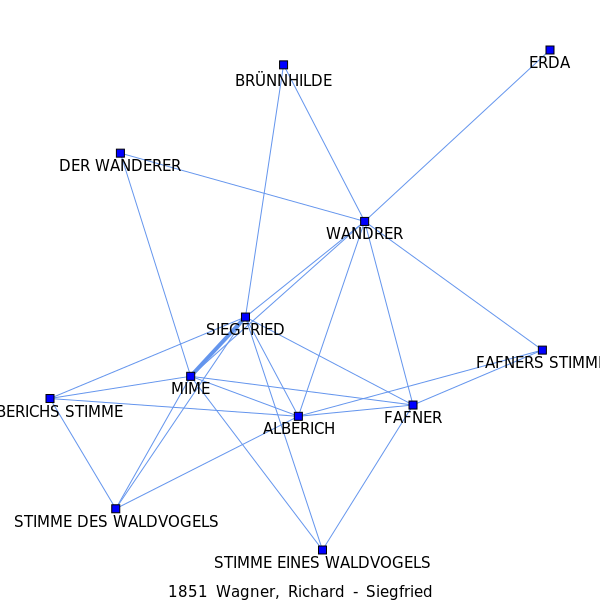 ERDA
BRÜNNHILDE
DER WANDERER
WANDRER
SIEGFRIED
FAFNERS STIMM
MIME
BERICHS STIMME
FAFNER
ALBERICH
STIMME DES WALDVOGELS
STIMME EINES WALDVOGELS
1851 Wagner, Richard - Siegfried